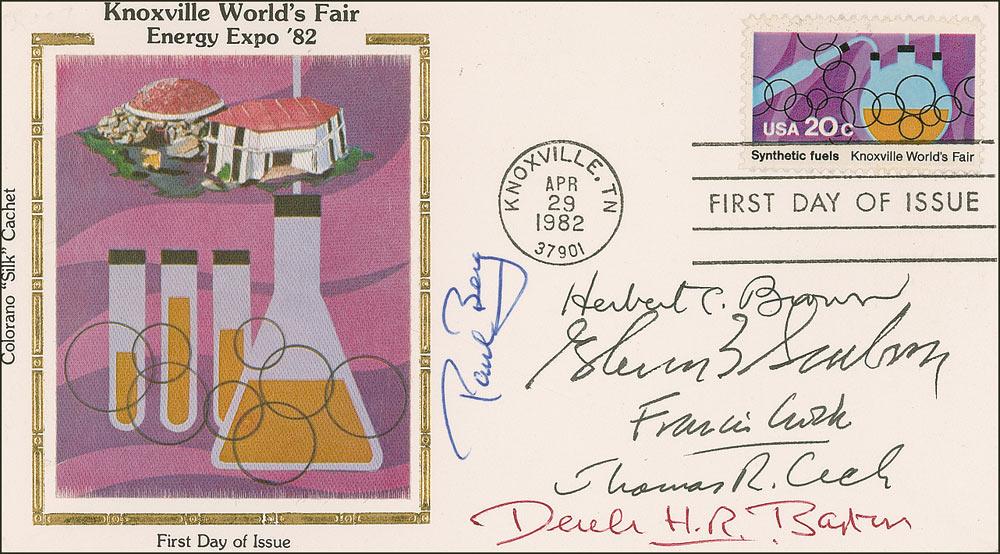 Knoxville World's Fair
Energy Expo '82
Colorano "Silk" Cachet
First Day of Issue
USA 20c
Synthetic fuels Knoxville World's Fair
KNOXVILLE, TN
APR
29
1982
37901
FIRST DAY OF ISSUE
Paul Berg
Herbert C. Brown
Glenn T Seaborg
Francis Crick
Thomas R. Cech
Derek H. R. Barton